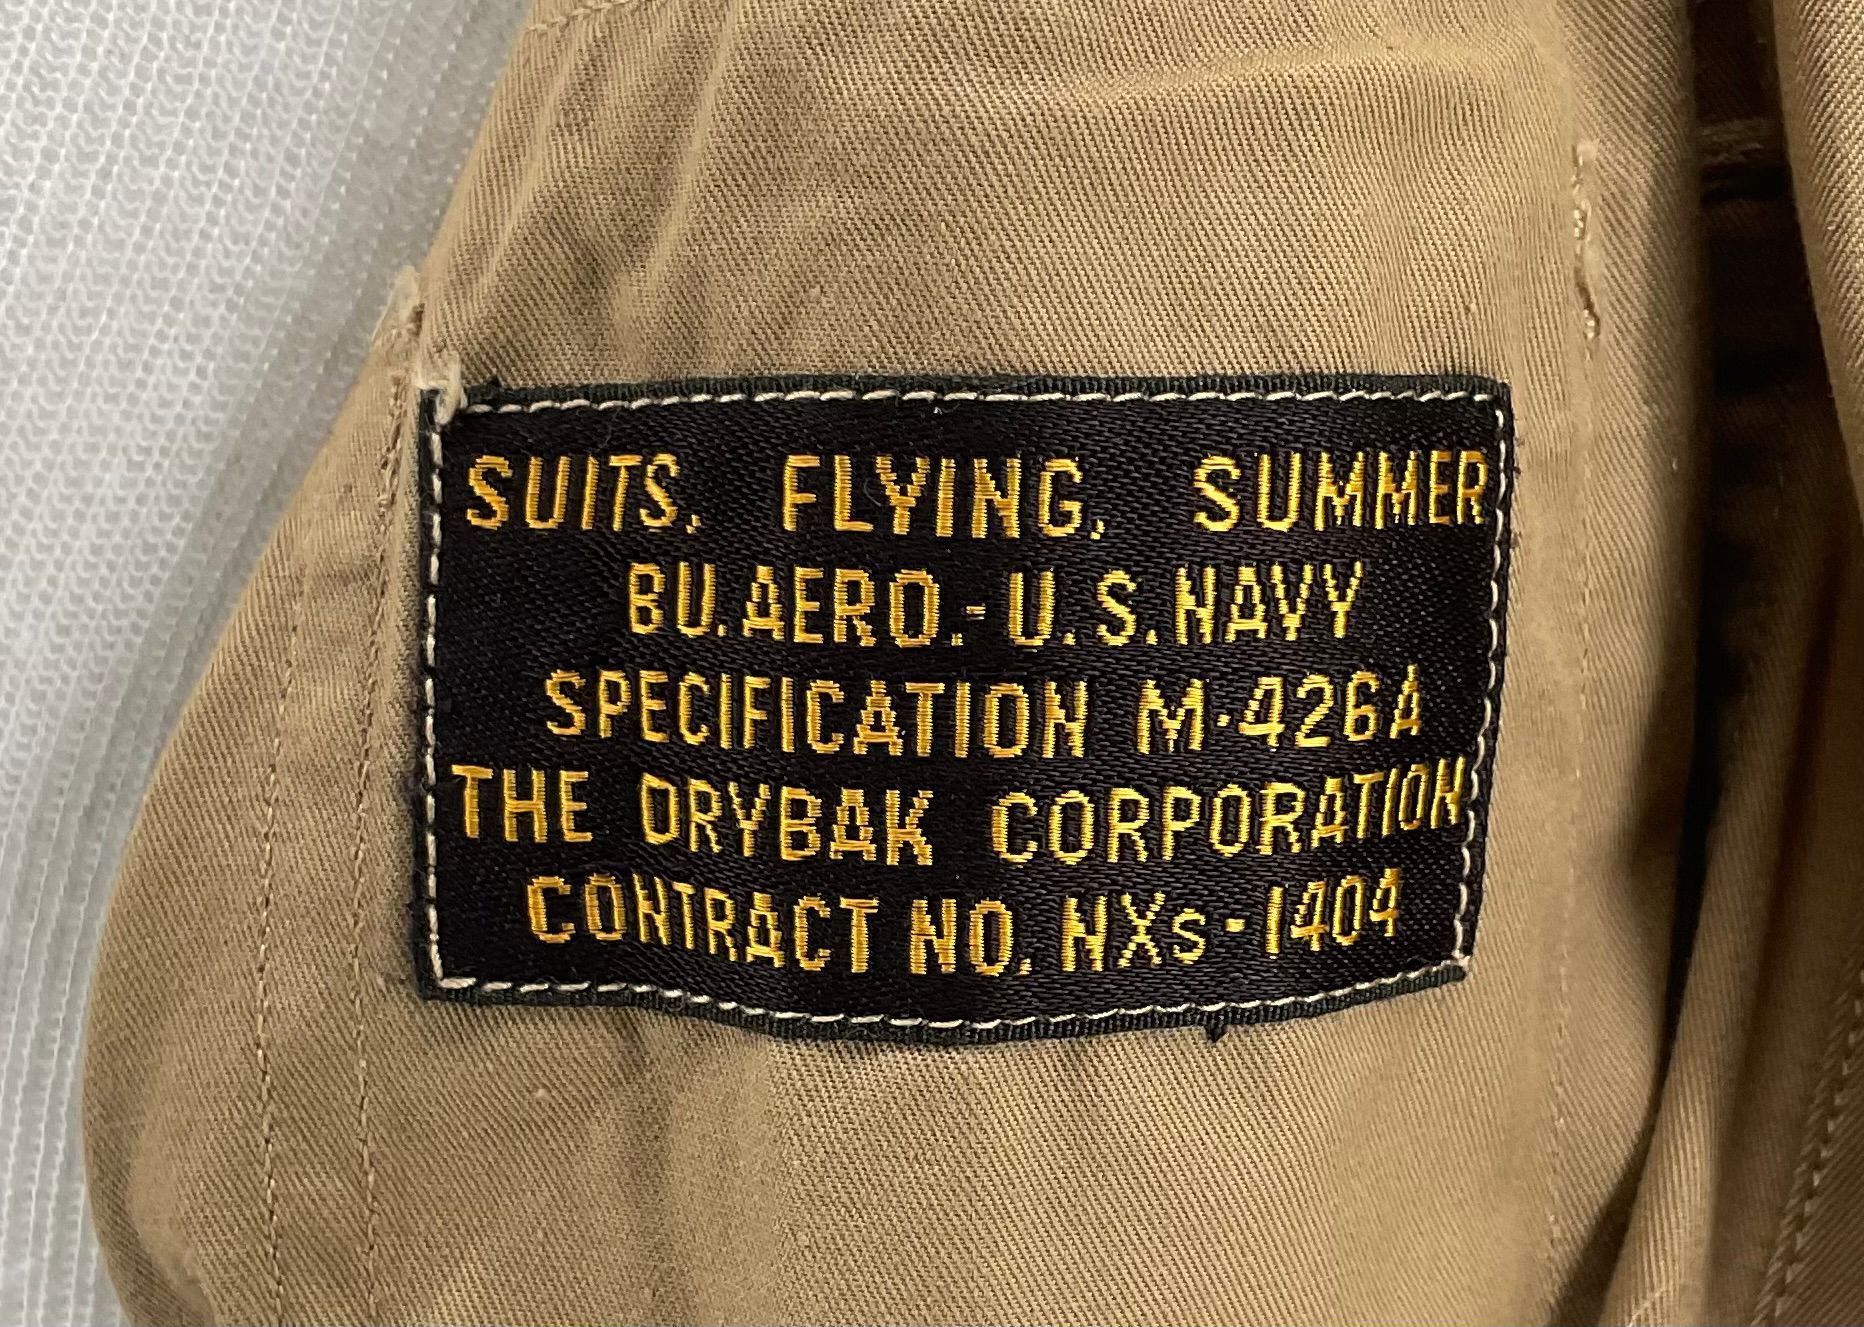 SUITS, FLYING, SUMMER
BU.AERO.-U.S.NAVY
SPECIFICATION M-426A
THE DRYBAK CORPORATION
CONTRACT NO. NXs-1404